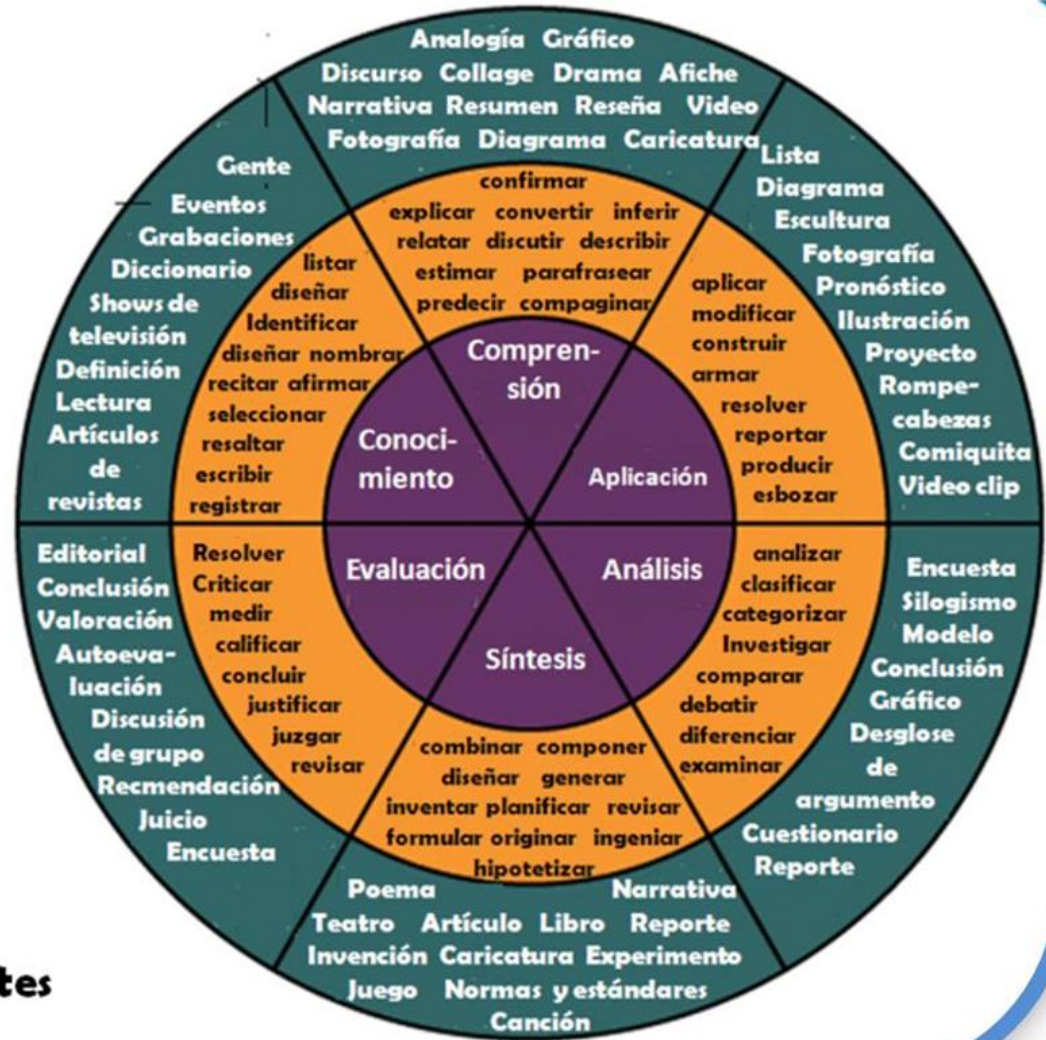 Analogía Gráfico
Discurso Collage Drama Afiche
Narrativa Resumen Reseña Video
Fotografía Diagrama Caricatura
confirmar
explicar convertir inferir
relatar discutir describir
estimar parafrasear
predecir compaginar
Compren-
sión
Lista
Diagrama
Escultura
Fotografía
Pronóstico
Ilustración
Proyecto
Rompe-
cabezas
Comiquita
Video clip
aplicar
modificar
construir
armar
resolver
reportar
producir
esbozar
Aplicación
Encuesta
Silogismo
Modelo
Conclusión
Gráfico
Desglose
de
argumento
Cuestionario
Reporte
analizar
clasificar
categorizar
Investigar
comparar
debatir
diferenciar
examinar
Análisis
Síntesis
combinar componer
diseñar generar
inventar planificar revisar
formular originar ingeniar
hipotetizar
Poema Narrativa
Teatro Artículo Libro Reporte
Invención Caricatura Experimento
Juego Normas y estándares
Canción
Evaluación
Resolver
Criticar
medir
calificar
concluir
justificar
juzgar
revisar
Editorial
Conclusión
Valoración
Autoeva-
luación
Discusión
de grupo
Recmendación
Juicio
Encuesta
Conoci-
miento
listar
diseñar
Identificar
diseñar nombrar
recitar afirmar
seleccionar
resaltar
escribir
registrar
Gente
Eventos
Grabaciones
Diccionario
Shows de
televisión
Definición
Lectura
Artículos
de
revistas
tes